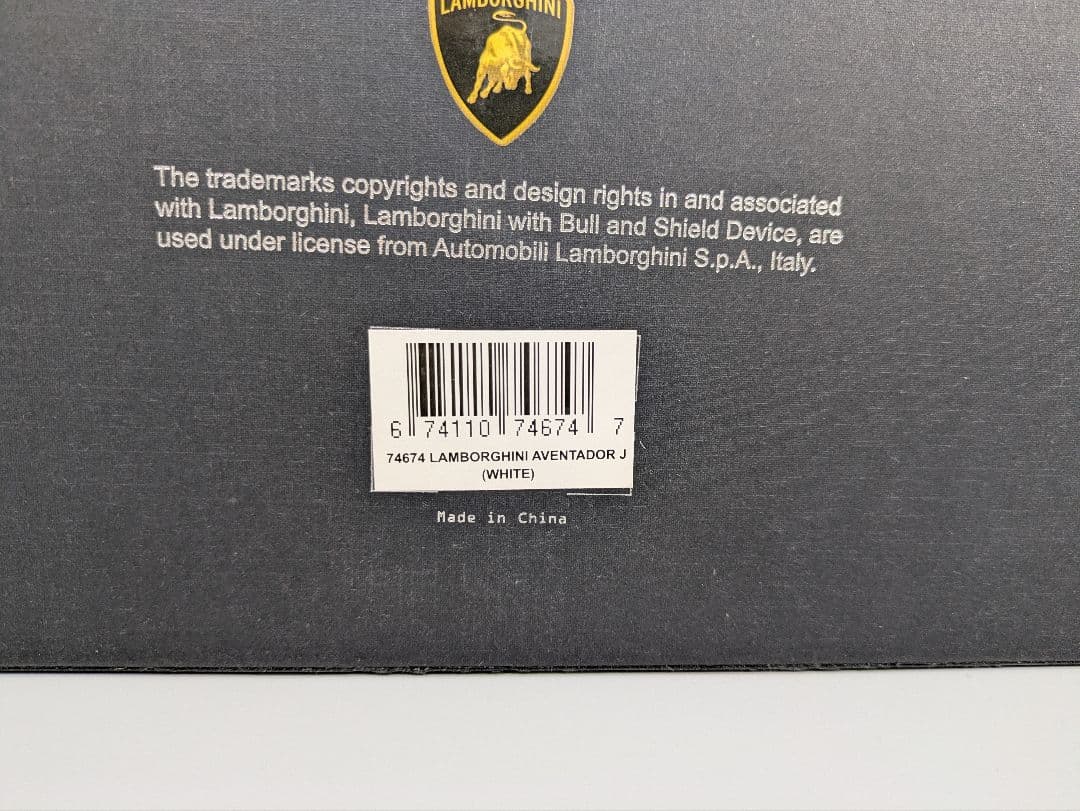 LAMBORGHINI
The trademarks copyrights and design rights in and associated
with Lamborghini, Lamborghini with Bull and Shield Device, are
used under license from Automobili Lamborghini S.p.A., Italy.
6 74110 74674 7
74674 LAMBORGHINI AVENTADOR J
(WHITE)
Made in China